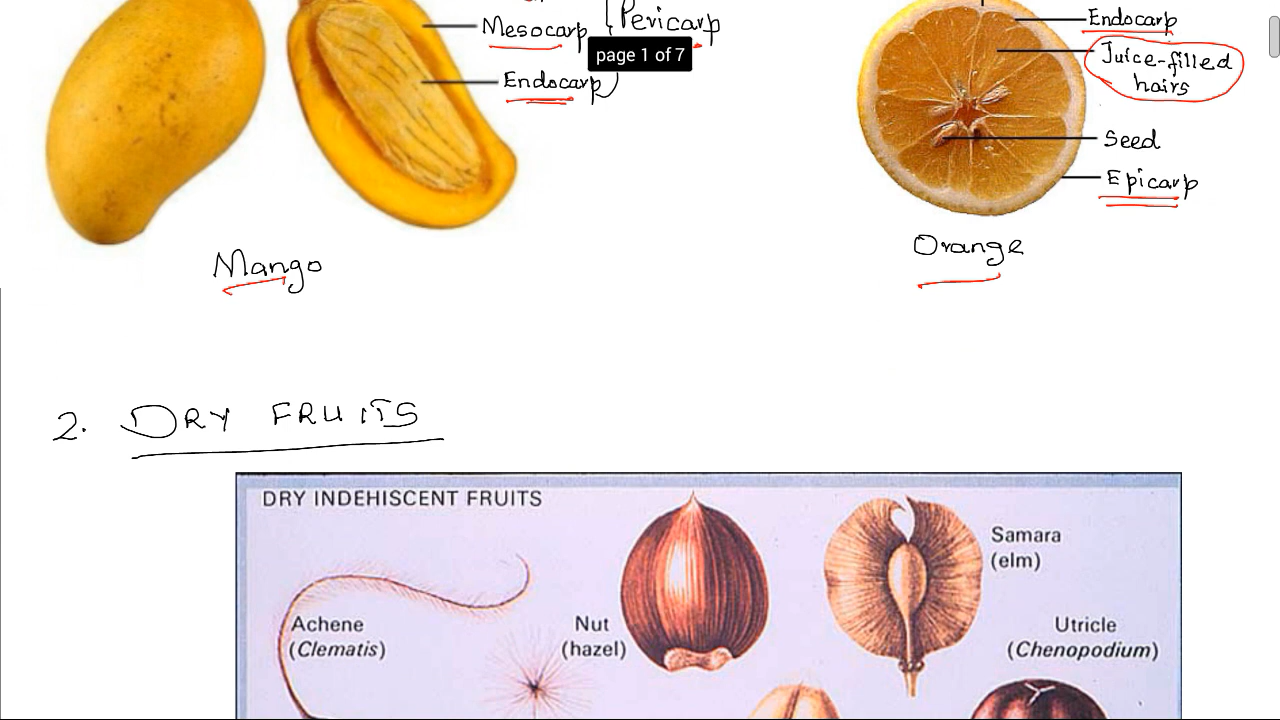 Mesocarp
Pericarp
page 1 of 7
Endocarp
Endocarp
Juice-filled
hairs
Seed
Epicarp
Mango
Orange
2. DRY FRUITS
DRY INDEHISCENT FRUITS
Samara
(elm)
Achene
(Clematis)
Nut
(hazel)
Utricle
(Chenopodium)